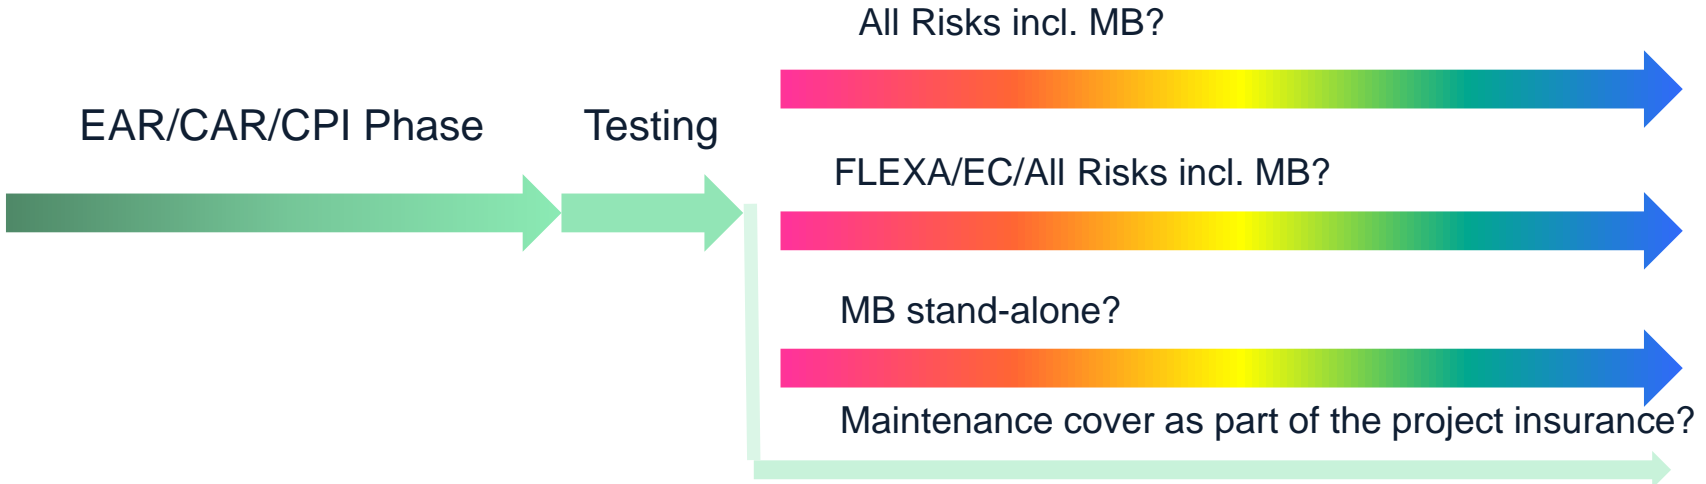 All Risks incl. MB?
EAR/CAR/CPI Phase
Testing
FLEXA/EC/All Risks incl. MB?
MB stand-alone?
Maintenance cover as part of the project insurance?